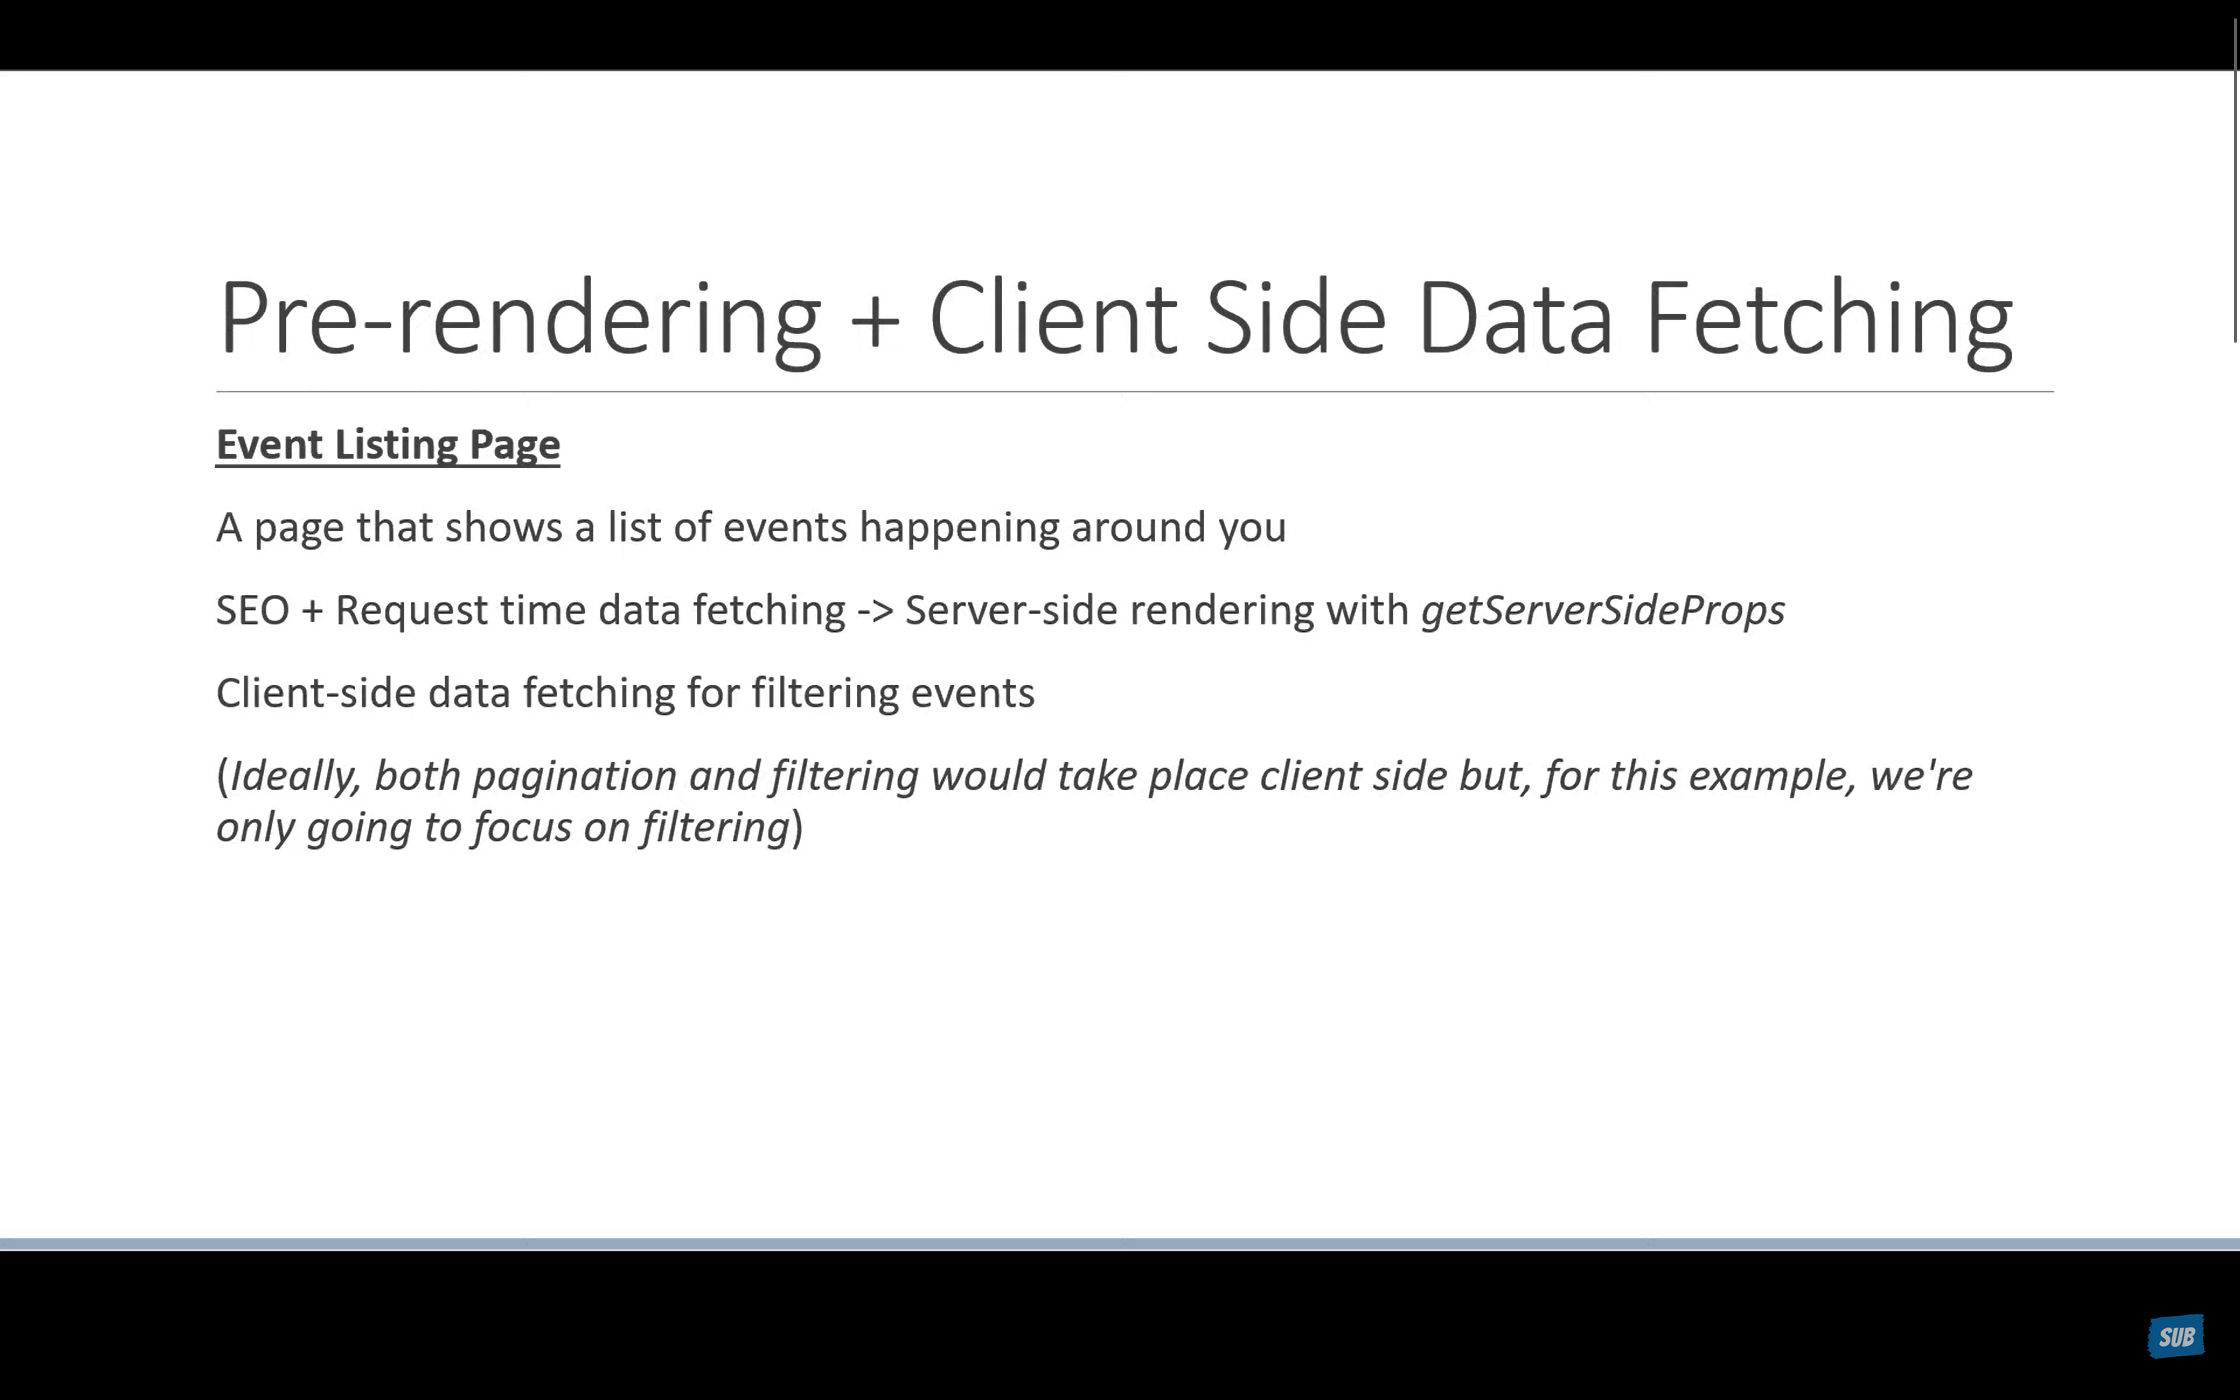 Pre-rendering + Client Side Data Fetching
Event Listing Page
A page that shows a list of events happening around you
SEO + Request time data fetching -> Server-side rendering with getServerSideProps
Client-side data fetching for filtering events
(Ideally, both pagination and filtering would take place client side but, for this example, we're
only going to focus on filtering)
SUB